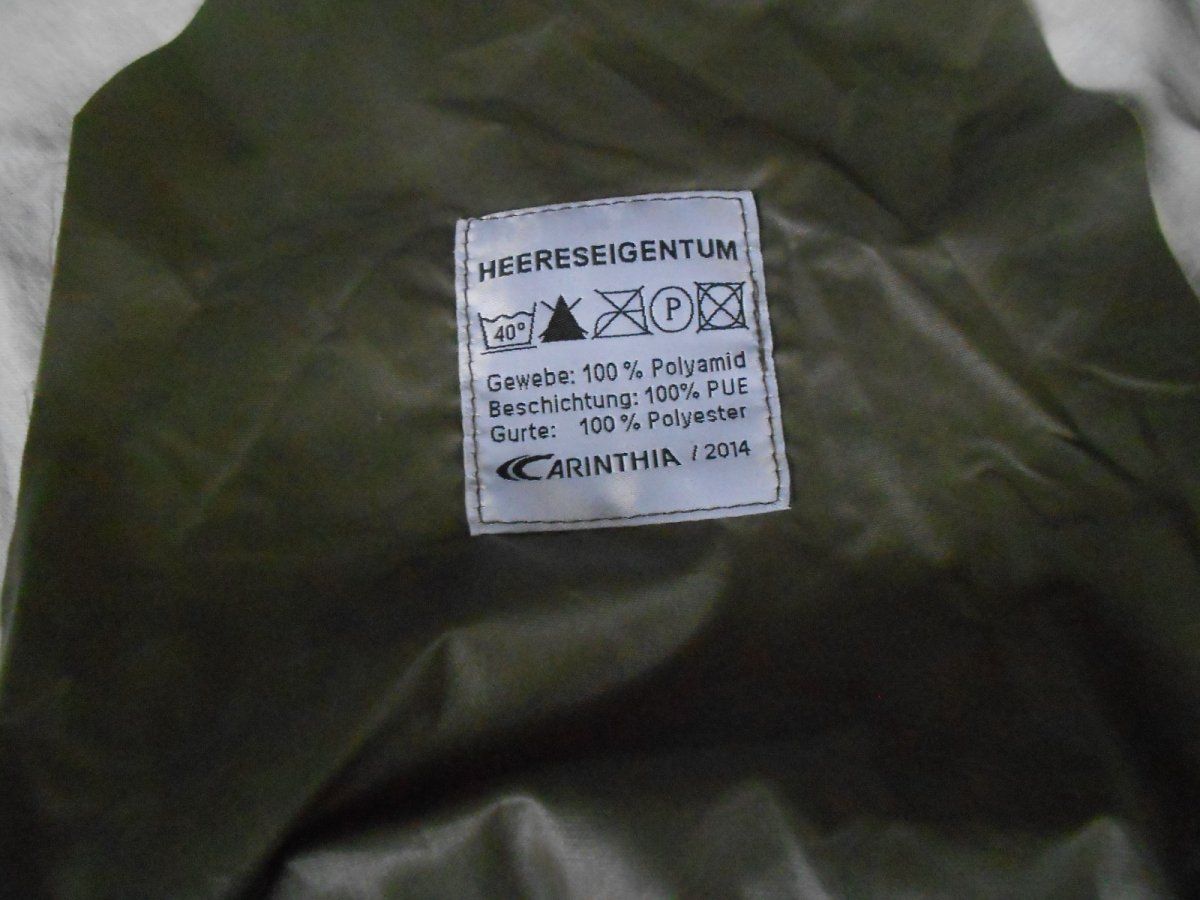 HEERESEIGENTUM
40° P
Gewebe: 100 % Polyamid
Beschichtung: 100% PUE
Gurte: 100 % Polyester
CARINTHIA / 2014